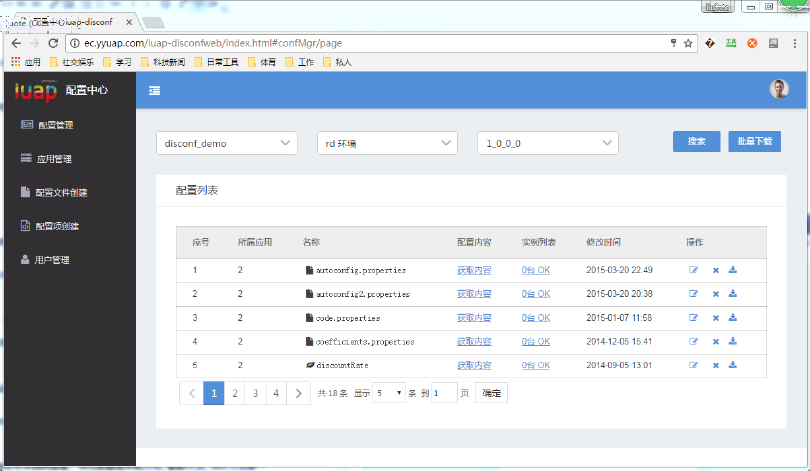 配置中心iuap-disconf
ec.yyuap.com/iuap-disconfweb/index.html#confMgr/page
应用 社交娱乐 学习 科技新闻 日常工具 体育 工作 私人
iuap 配置中心
配置管理
应用管理
配置文件创建
配置项创建
用户管理
disconf_demo rd 环境 1_0_0_0 搜索 批量下载
配置列表
序号 所属应用 名称 配置内容 实例列表 修改时间 操作
1 2 autoconfig.properties 获取内容 0台 OK 2015-03-20 22:49
2 2 autoconfig2.properties 获取内容 0台 OK 2015-03-20 20:38
3 2 code.properties 获取内容 0台 OK 2015-01-07 11:58
4 2 coefficients.properties 获取内容 0台 OK 2014-12-05 15:41
5 2 discountRate 获取内容 0台 OK 2014-09-05 13:01
1 2 3 4 共 18 条 显示 5 条 到 1 页 确定